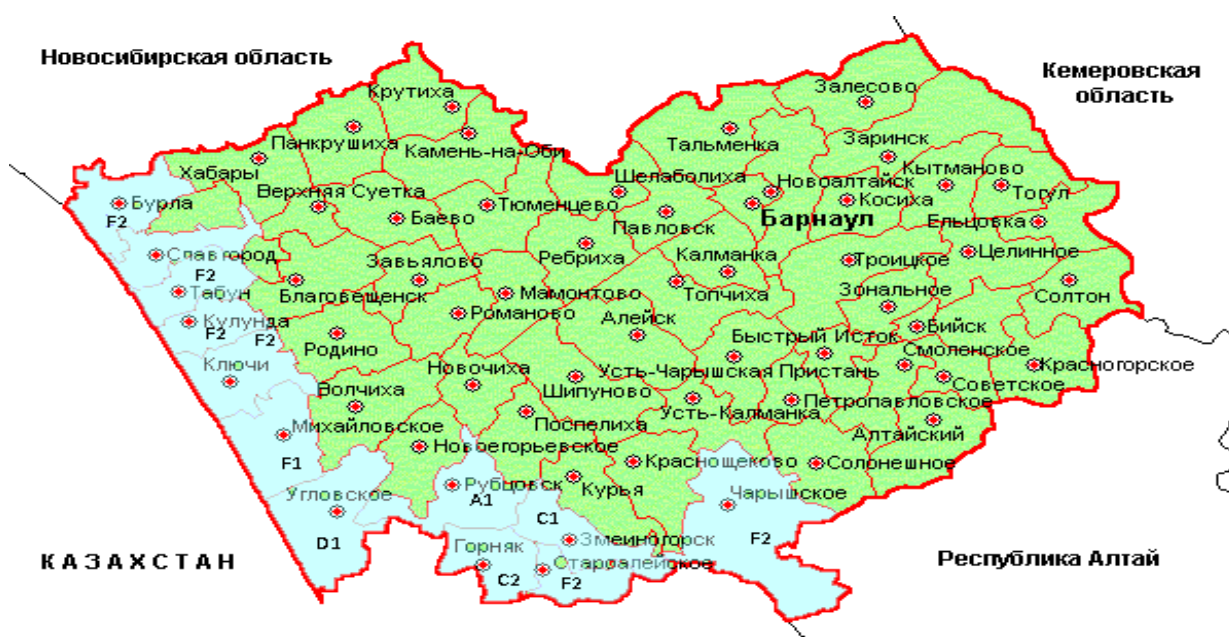 Новосибирская область
Кемеровская
область
Крутиха
Залесово
Панкрушиха
Камень-на-Оби
Тальменка
Заринск
Хабары
Верхняя Суетка
Шелаболиха
Новоалтайск
Кытманово
Тогул
Бурла
F2
Баево
Тюменцево
Павловск
Барнаул
Косиха
Ельцовка
Славгород
F2
Завьялово
Ребриха
Калманка
Троицкое
Целинное
Табун
Благовещенск
Мамонтово
Топчиха
Зональное
Солтон
Кулунда
F2
F2
Романово
Алейск
Бийск
Родино
Быстрый Исток
Смоленское
Красногорское
Ключи
Новочиха
Усть-Чарышская Пристань
Советское
Волчиха
Шипуново
Усть-Калманка
Петропавловское
Михайловское
Поспелиха
Алтайский
Новоегорьевское
F1
Краснощеково
Солонешное
Угловское
Рубцовск
A1
Курья
Чарышское
C1
D1
Змеиногорск
F2
Горняк
C2
Староалейское
F2
КАЗАХСТАН
Республика Алтай